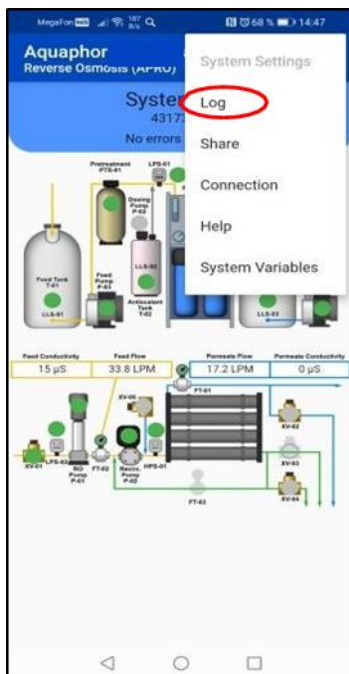 MegaFon 187 B/s 68 % 14:47
Aquaphor
Reverse Osmosis (APRO)
System Settings
Log
Share
Connection
Help
System Variables
Syste
43173
No errors
Pretreatment
PTS-01
LPS-01
Dosing
Pump
P-03
Feed Tank
T-01
Feed
Pump
LLS-02
Antiscalant
Tank
T-02
LLS-01
LLS-03
Feed Conductivity
Feed Flow
Permeate Flow
Permeate Conductivity
15 µS
33.8 LPM
17.2 LPM
0 µS
FT-01
XV-05
XV-02
XV-01
LPS-02
RO
Pump
P-01
FT-02
Recirc.
Pump
P-02
HPS-01
XV-03
FT-03
XV-04